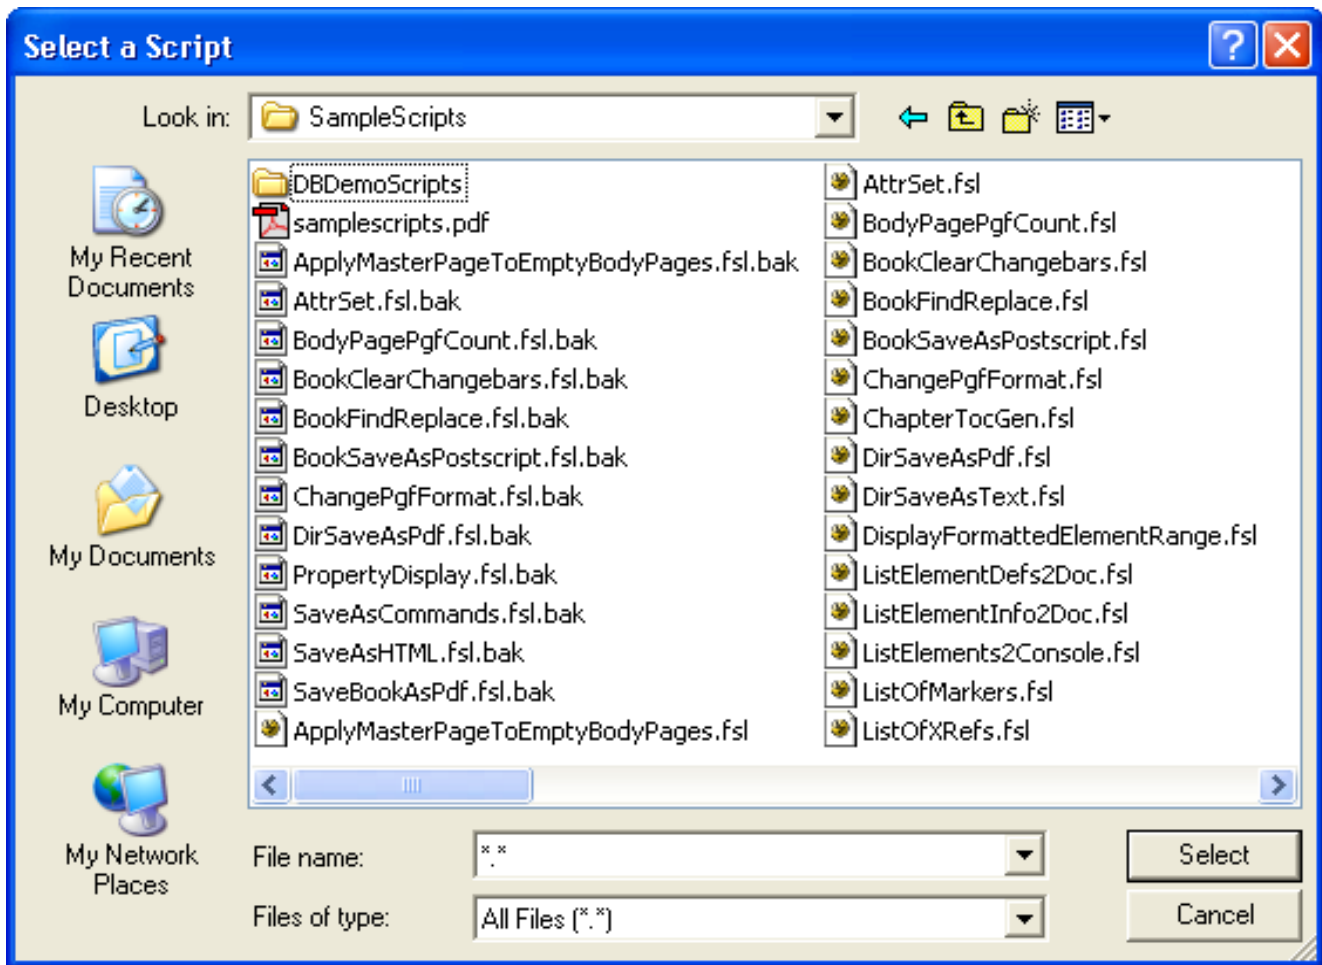 Select a Script
Look in:
SampleScripts
My Recent
Documents
Desktop
My Documents
My Computer
My Network
Places
DBDemoScripts
samplescripts.pdf
ApplyMasterPageToEmptyBodyPages.fsl.bak
AttrSet.fsl.bak
BodyPagePgfCount.fsl.bak
BookClearChangebars.fsl.bak
BookFindReplace.fsl.bak
BookSaveAsPostscript.fsl.bak
ChangePgfFormat.fsl.bak
DirSaveAsPdf.fsl.bak
PropertyDisplay.fsl.bak
SaveAsCommands.fsl.bak
SaveAsHTML.fsl.bak
SaveBookAsPdf.fsl.bak
ApplyMasterPageToEmptyBodyPages.fsl
AttrSet.fsl
BodyPagePgfCount.fsl
BookClearChangebars.fsl
BookFindReplace.fsl
BookSaveAsPostscript.fsl
ChangePgfFormat.fsl
ChapterTocGen.fsl
DirSaveAsPdf.fsl
DirSaveAsText.fsl
DisplayFormattedElementRange.fsl
ListElementDefs2Doc.fsl
ListElementInfo2Doc.fsl
ListElements2Console.fsl
ListOfMarkers.fsl
ListOfXRefs.fsl
File name:
*.*
Select
Files of type:
All Files (*.*)
Cancel